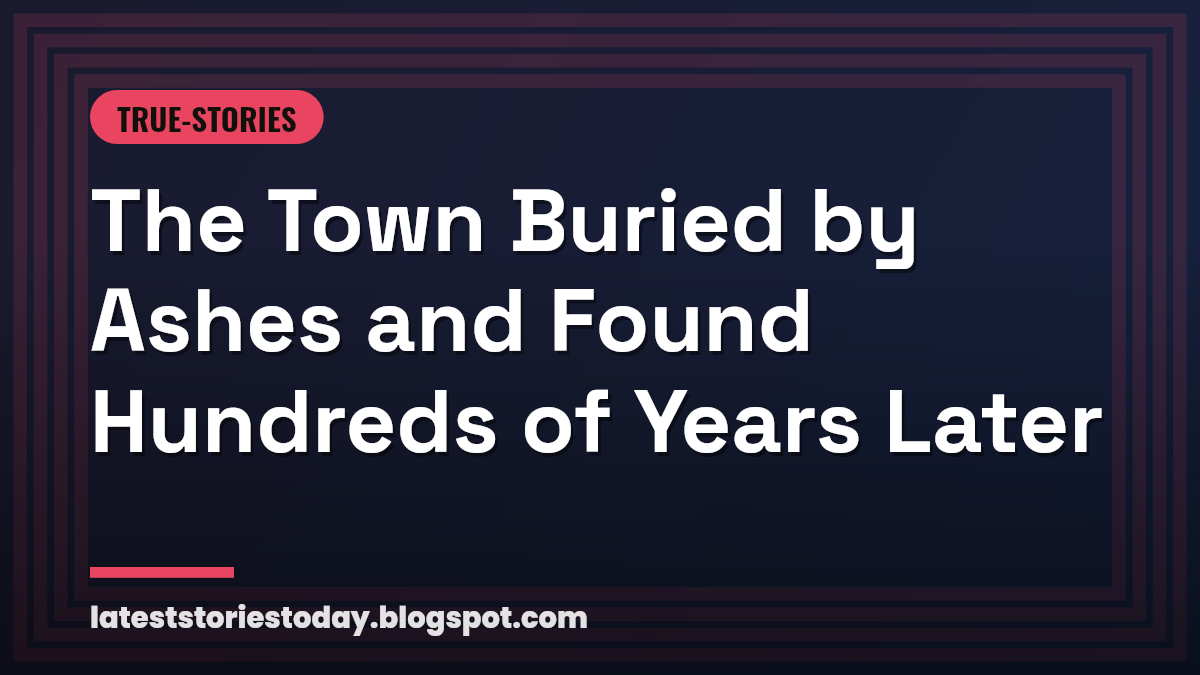 TRUE-STORIES
The Town Buried by
Ashes and Found
Hundreds of Years Later
lateststoriestoday.blogspot.com